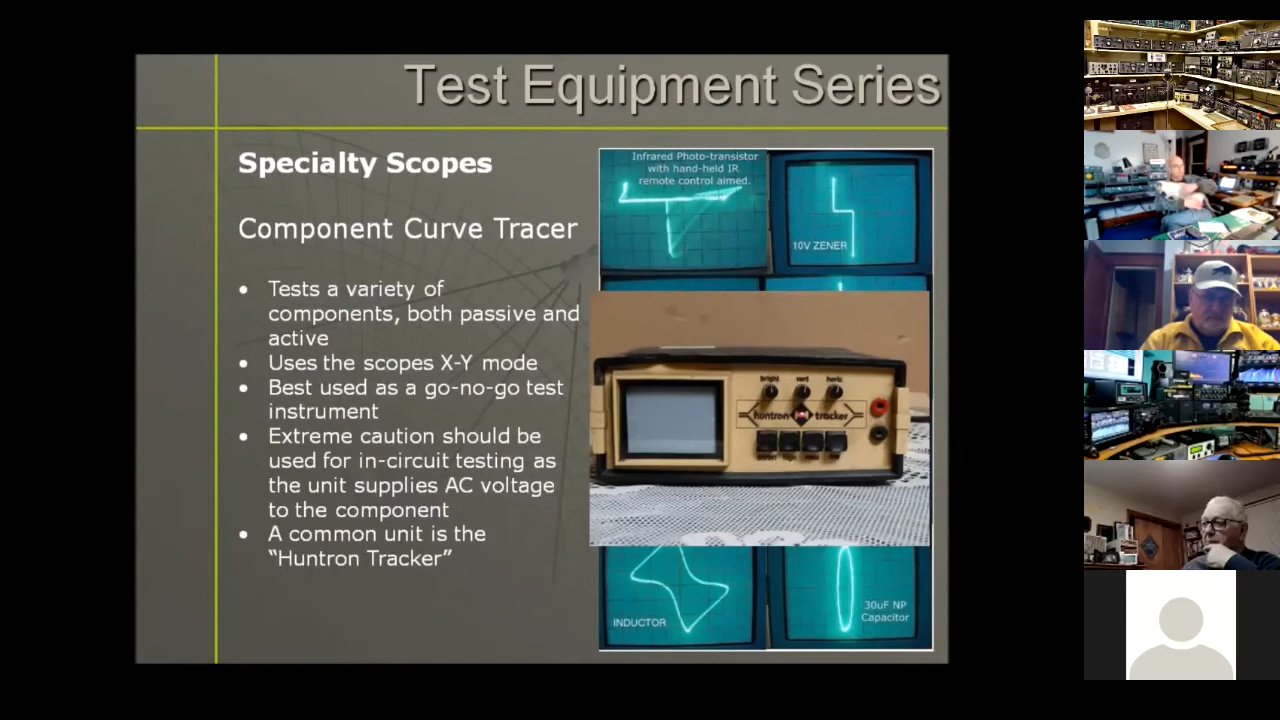 Test Equipment Series
Specialty Scopes
Component Curve Tracer
• Tests a variety of
components, both passive and
active
• Uses the scopes X-Y mode
• Best used as a go-no-go test
instrument
• Extreme caution should be
used for in-circuit testing as
the unit supplies AC voltage
to the component
• A common unit is the
“Huntron Tracker”
Infrared Photo-transistor
with hand-held IR
remote control aimed.
10V ZENER
bright vert horiz
huntron tracker
INDUCTOR
30uF NP
Capacitor